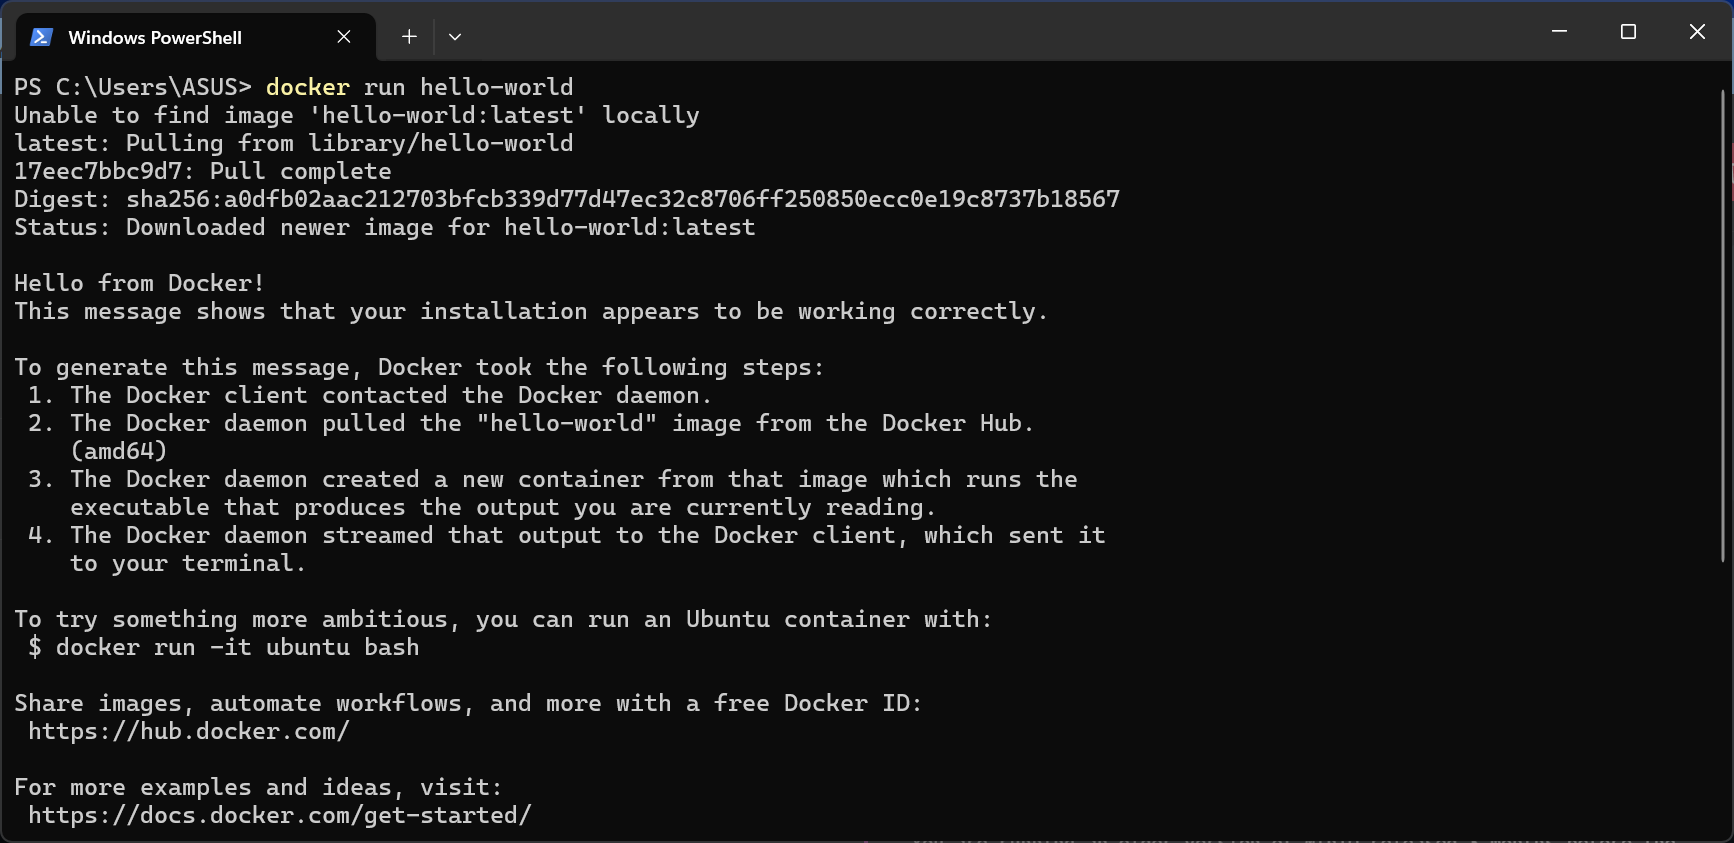 Windows PowerShell
PS C:\Users\ASUS> docker run hello-world
Unable to find image 'hello-world:latest' locally
latest: Pulling from library/hello-world
17eec7bbc9d7: Pull complete
Digest: sha256:a0dfb02aac212703bfcb339d77d47ec32c8706ff250850ecc0e19c8737b18567
Status: Downloaded newer image for hello-world:latest

Hello from Docker!
This message shows that your installation appears to be working correctly.

To generate this message, Docker took the following steps:
 1. The Docker client contacted the Docker daemon.
 2. The Docker daemon pulled the "hello-world" image from the Docker Hub.
    (amd64)
 3. The Docker daemon created a new container from that image which runs the
    executable that produces the output you are currently reading.
 4. The Docker daemon streamed that output to the Docker client, which sent it
    to your terminal.

To try something more ambitious, you can run an Ubuntu container with:
 $ docker run -it ubuntu bash

Share images, automate workflows, and more with a free Docker ID:
 https://hub.docker.com/

For more examples and ideas, visit:
 https://docs.docker.com/get-started/